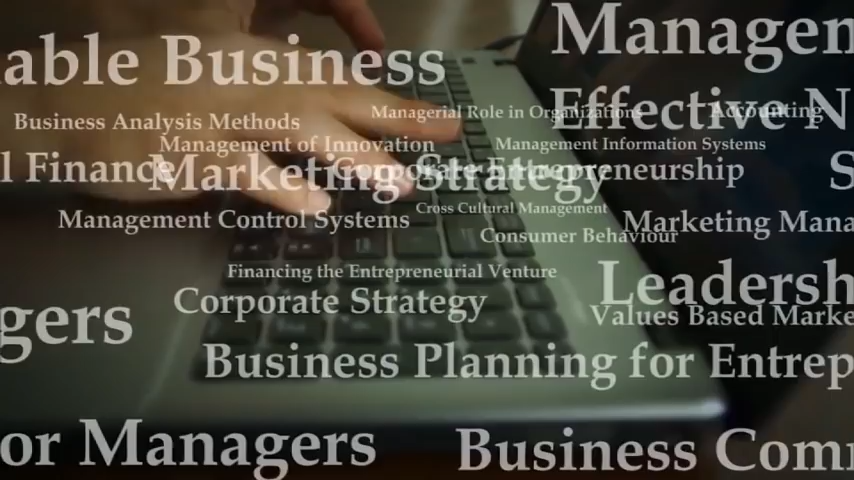 Managem
able Business
Effective N
Managerial Role in Organizations
Accounting
Business Analysis Methods
Management of Innovation
Management Information Systems
l Finance
Marketing Strategy
Corporate Entrepreneurship
S
Cross Cultural Management
Management Control Systems
Marketing Mana
Consumer Behaviour
Financing the Entrepreneurial Venture
Leadersh
Corporate Strategy
Values Based Marke
gers
Business Planning for Entrep
or Managers
Business Comm